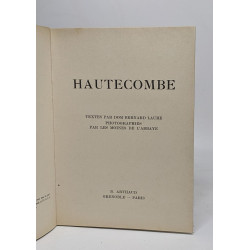 HAUTECOMBE
TEXTES PAR DOM BERNARD LAURE
PHOTOGRAPHIES
PAR LES MOINES DE L'ABBAYE
B. ARTHAUD
GRENOBLE - PARIS